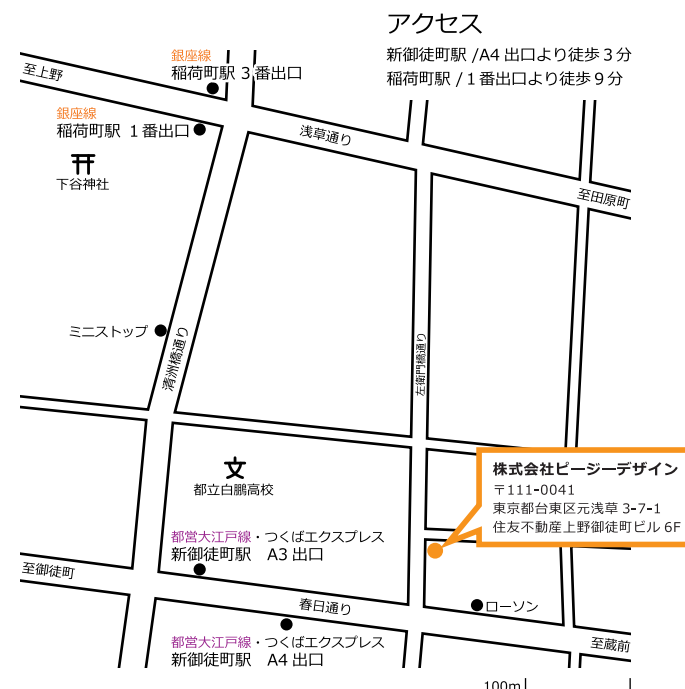 アクセス
新御徒町駅 /A4 出口より徒歩 3 分
稲荷町駅 / 1 番出口より徒歩 9 分
銀座線
稲荷町駅 3 番出口
至上野
銀座線
稲荷町駅 1 番出口
浅草通り
下谷神社
至田原町
ミニストップ
清洲橋通り
左衛門橋通り
都立白鵬高校
株式会社ピージーデザイン
〒111-0041
東京都台東区元浅草 3-7-1
住友不動産上野御徒町ビル 6F
都営大江戸線・つくばエクスプレス
新御徒町駅 A3 出口
至御徒町
春日通り
ローソン
都営大江戸線・つくばエクスプレス
新御徒町駅 A4 出口
至蔵前
100m